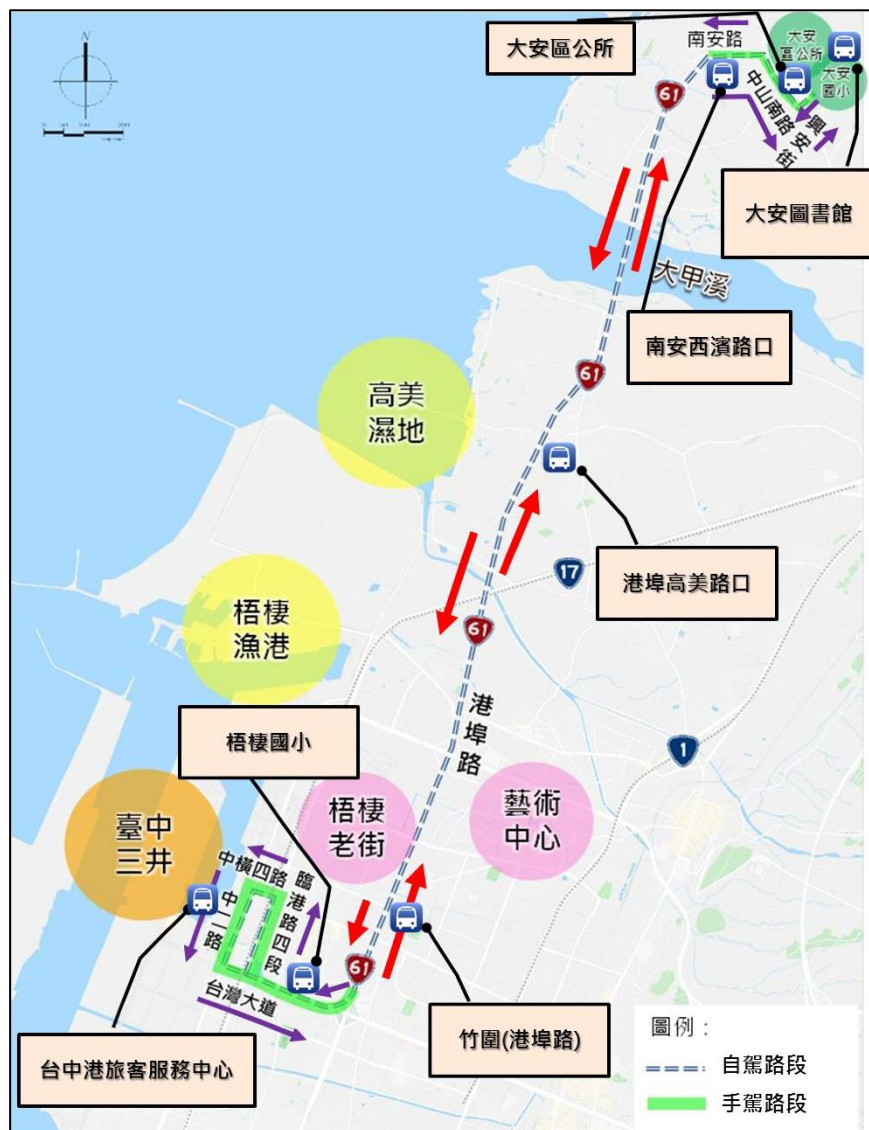 N
大安區公所
南安路
大安
區公所
大安
國小
61
中山南路
興安街
大安圖書館
大甲溪
南安西濱路口
61
高美
濕地
港埠高美路口
17
61
梧棲
漁港
港埠路
梧棲國小
1
臺中
三井
梧棲
老街
藝術
中心
中橫四路
臨港路四段
中二路
61
台灣大道
台中港旅客服務中心
竹圍(港埠路)
圖例：
自駕路段
手駕路段